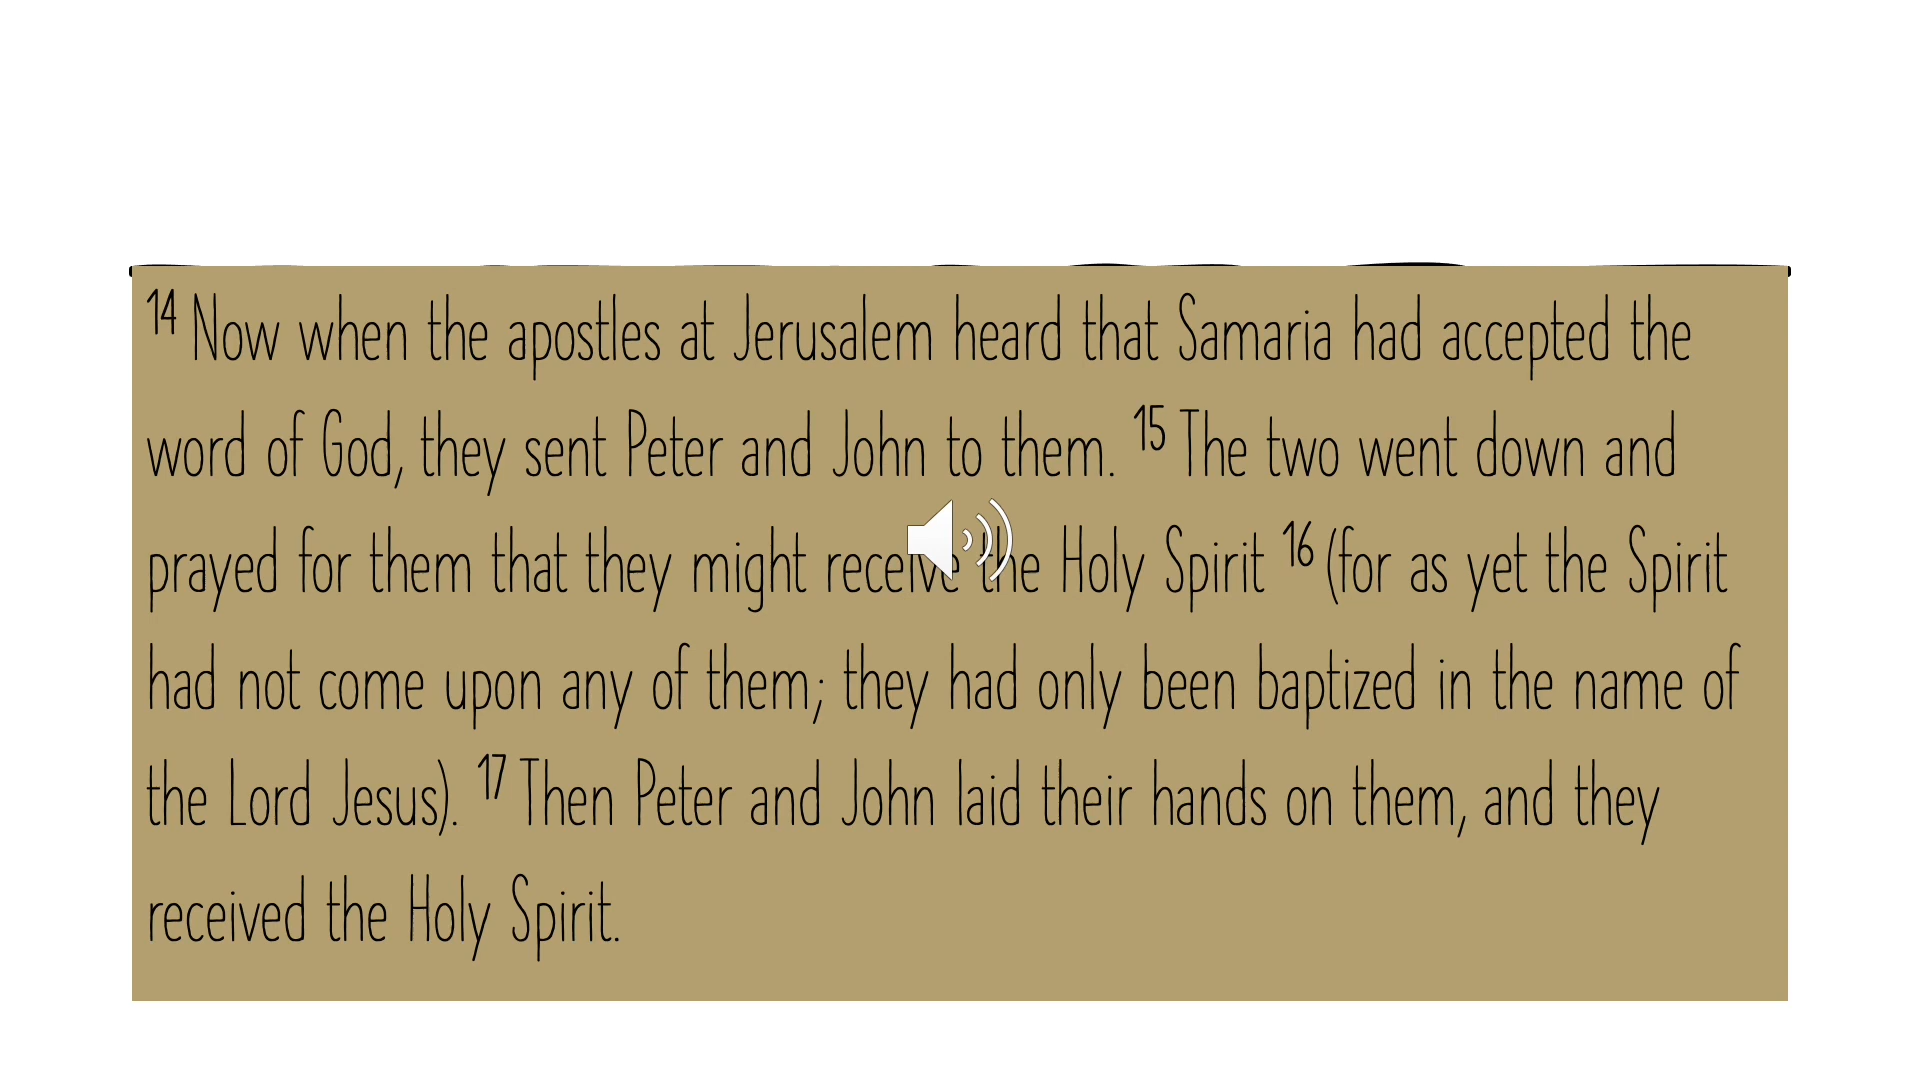 14 Now when the apostles at Jerusalem heard that Samaria had accepted the
word of God, they sent Peter and John to them. 15 The two went down and
prayed for them that they might receive the Holy Spirit 16 (for as yet the Spirit
had not come upon any of them; they had only been baptized in the name of
the Lord Jesus). 17 Then Peter and John laid their hands on them, and they
received the Holy Spirit.